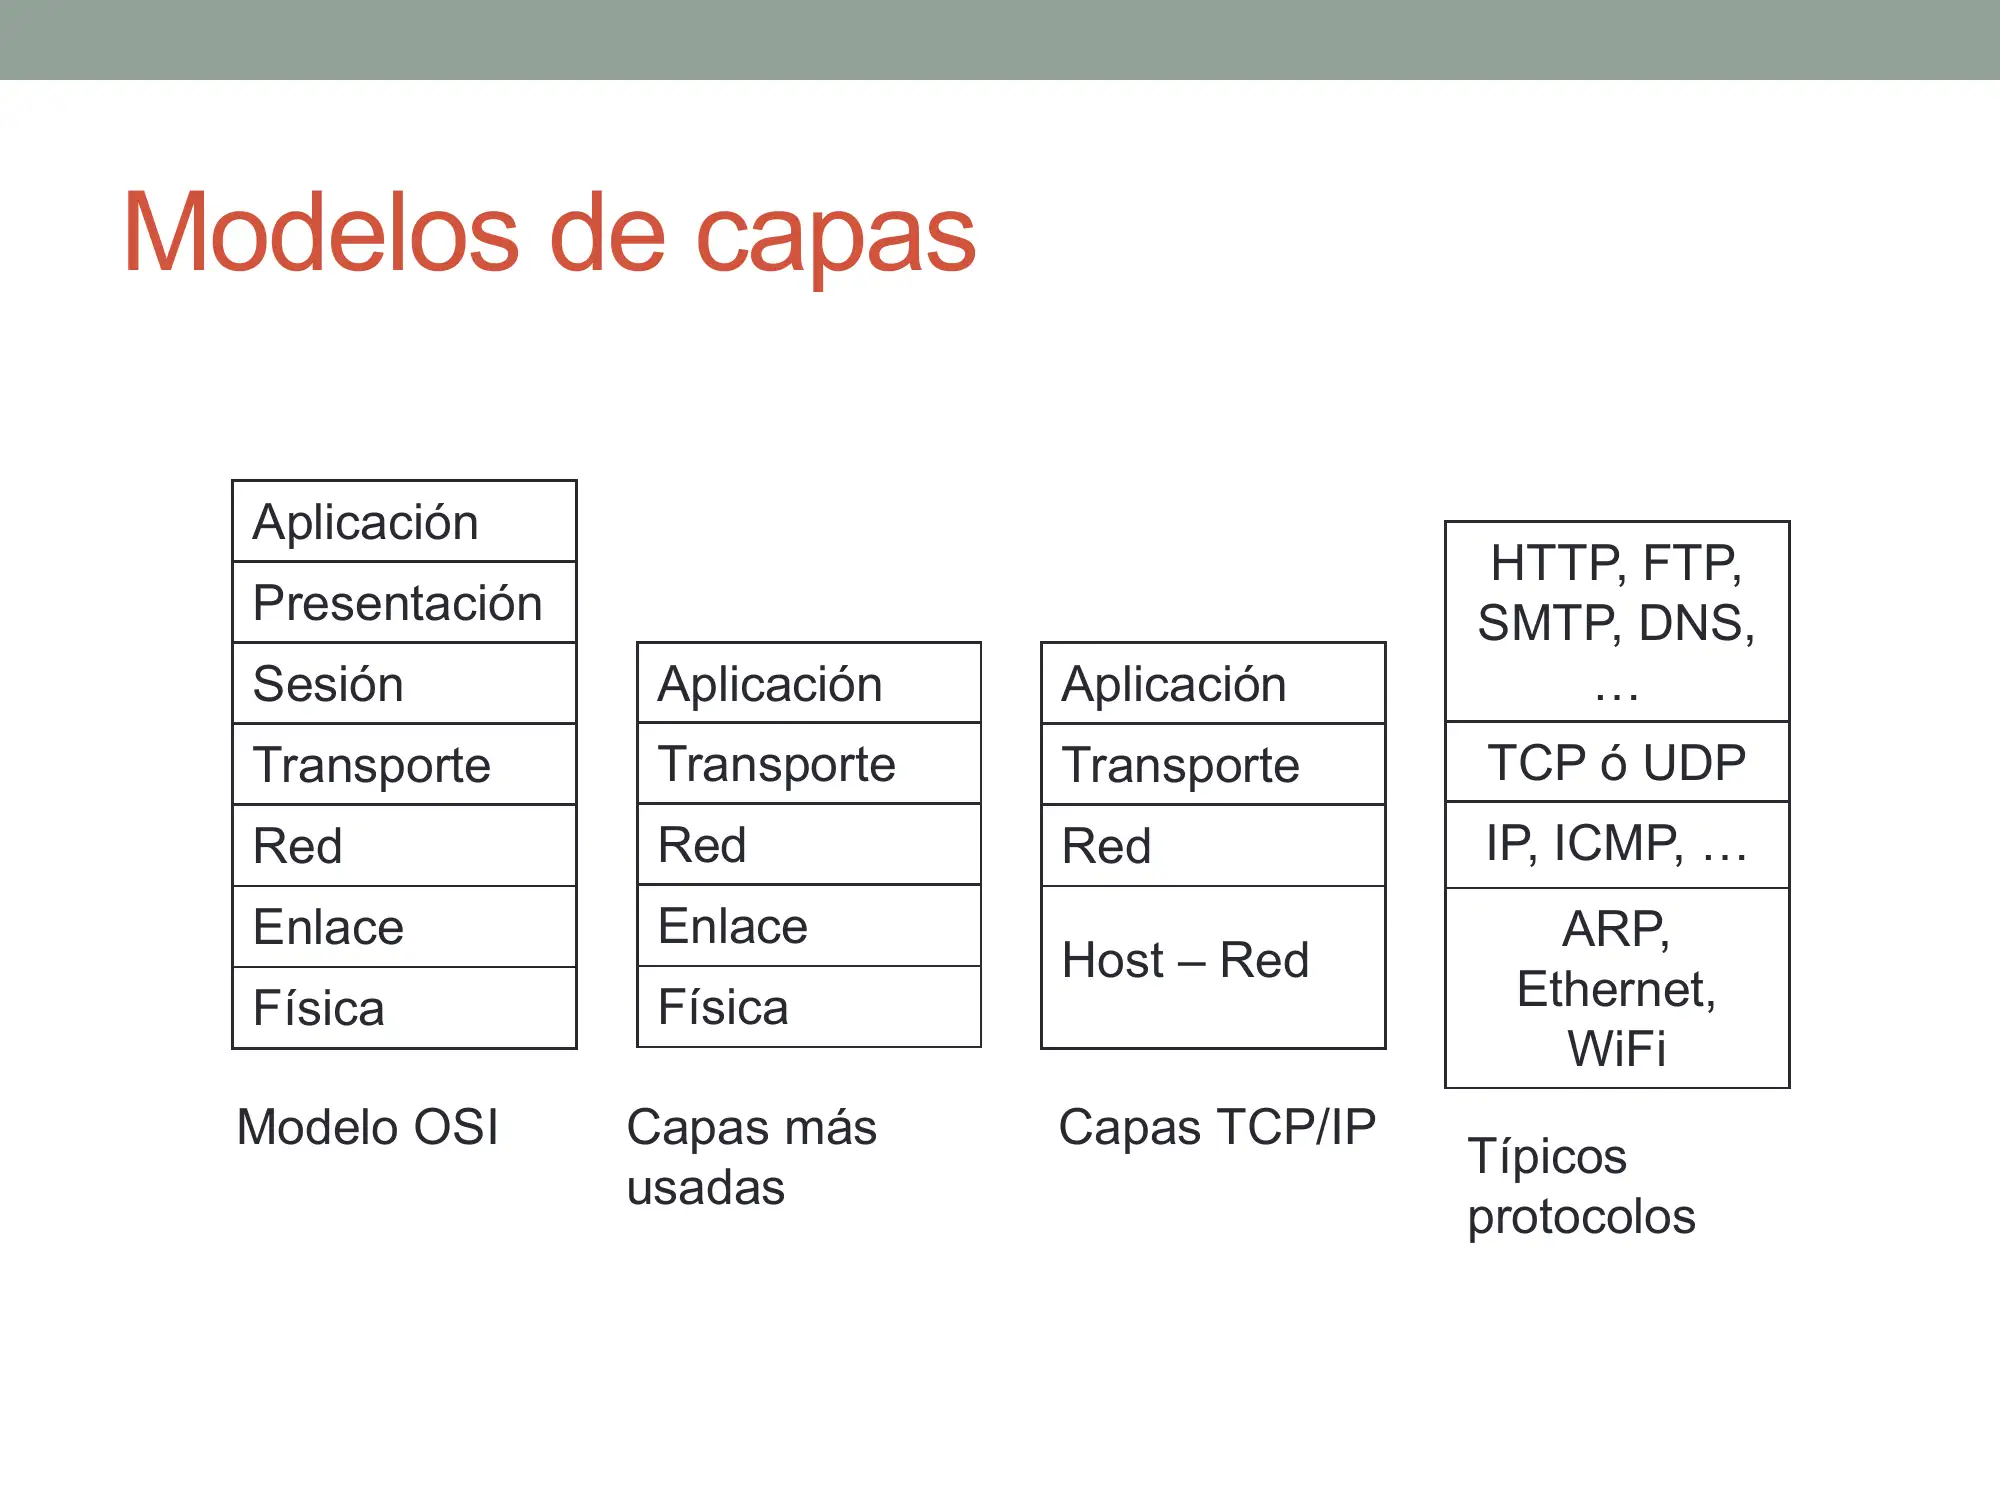 Modelos de capas
Aplicación
Presentación
Sesión
Transporte
Red
Enlace
Física
Modelo OSI
Aplicación
Transporte
Red
Enlace
Física
Capas más
usadas
Aplicación
Transporte
Red
Host – Red
Capas TCP/IP
HTTP, FTP,
SMTP, DNS,
…
TCP ó UDP
IP, ICMP, …
ARP,
Ethernet,
WiFi
Típicos
protocolos